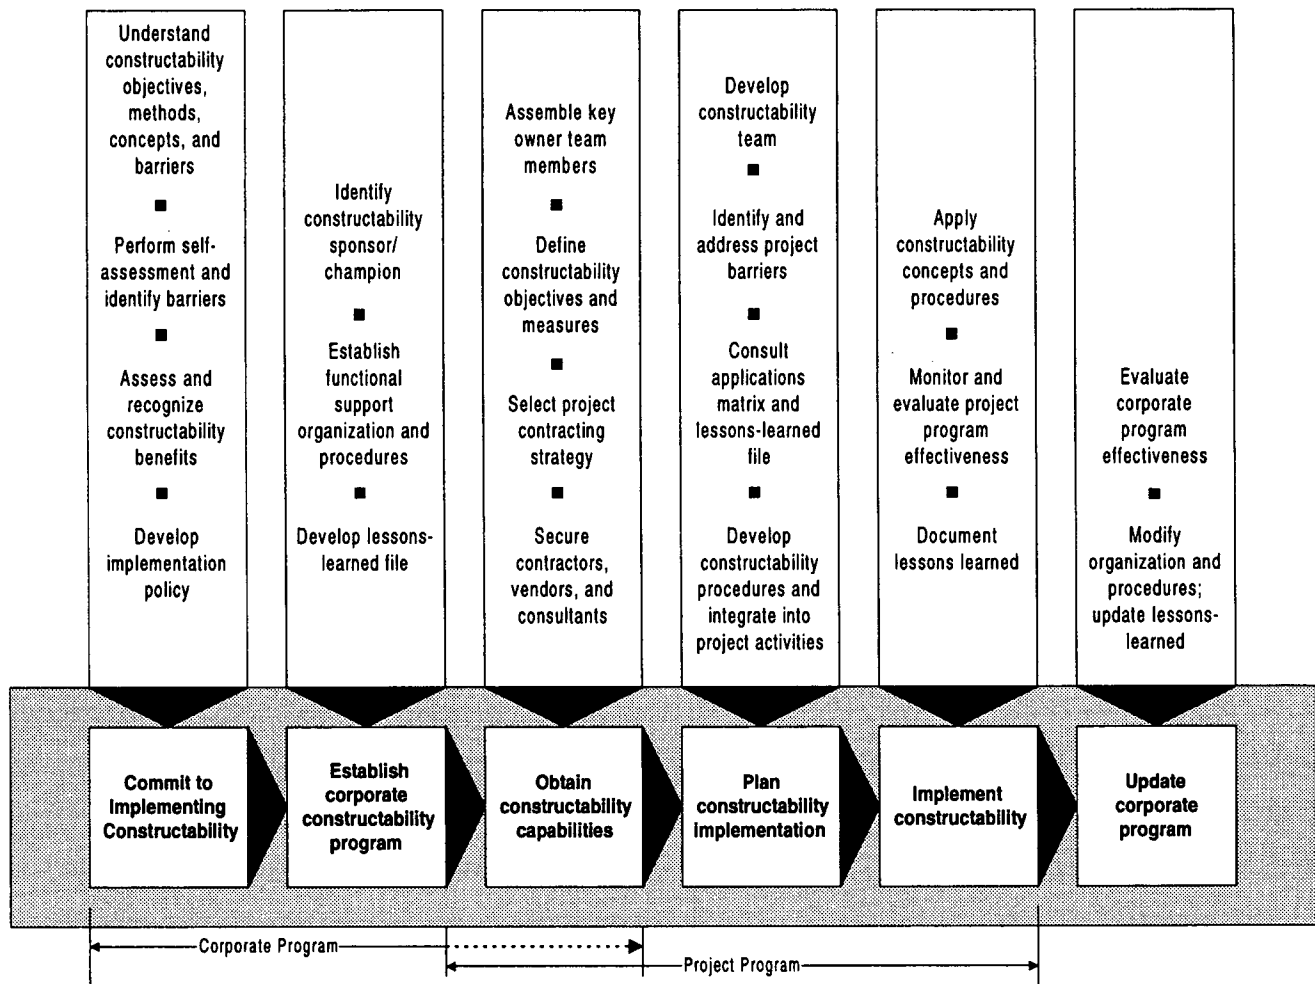 Understand
constructability
objectives,
methods,
concepts, and
barriers
Perform self-
assessment and
identify barriers
Assess and
recognize
constructability
benefits
Develop
implementation
policy
Identify
constructability
sponsor/
champion
Establish
functional
support
organization and
procedures
Develop lessons-
learned file
Assemble key
owner team
members
Define
constructability
objectives and
measures
Select project
contracting
strategy
Secure
contractors,
vendors, and
consultants
Develop
constructability
team
Identify and
address project
barriers
Consult
applications
matrix and
lessons-learned
file
Develop
constructability
procedures and
integrate into
project activities
Apply
constructability
concepts and
procedures
Monitor and
evaluate project
program
effectiveness
Document
lessons learned
Evaluate
corporate
program
effectiveness
Modify
organization and
procedures;
update lessons-
learned
Commit to
Implementing
Constructability
Establish
corporate
constructability
program
Obtain
constructability
capabilities
Plan
constructability
Implementation
Implement
constructability
Update
corporate
program
Corporate Program
Project Program